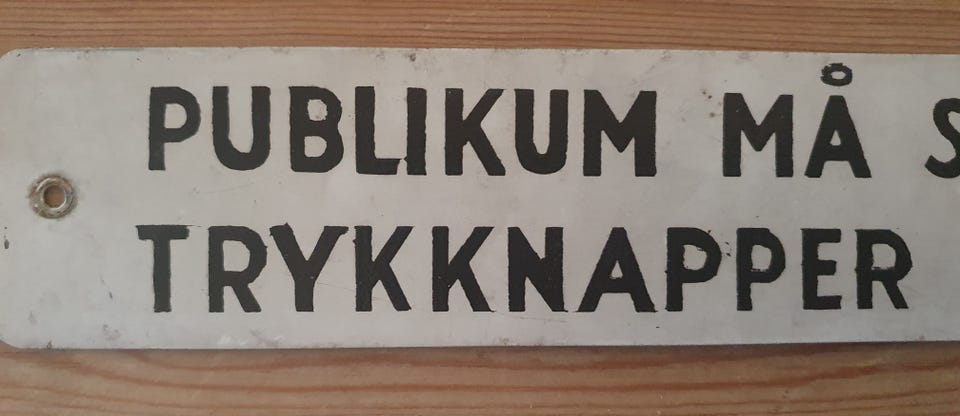 PUBLIKUM MÅ S
TRYKKNAPPER